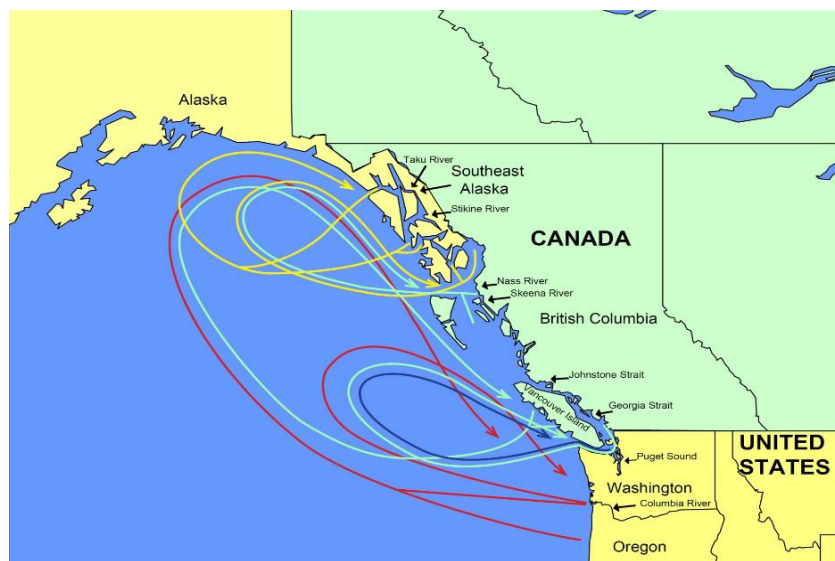 Alaska
Taku River
Southeast
Alaska
Stikine River
CANADA
Nass River
Skeena River
British Columbia
Johnstone Strait
Vancouver Island
Georgia Strait
UNITED
STATES
Puget Sound
Washington
Columbia River
Oregon